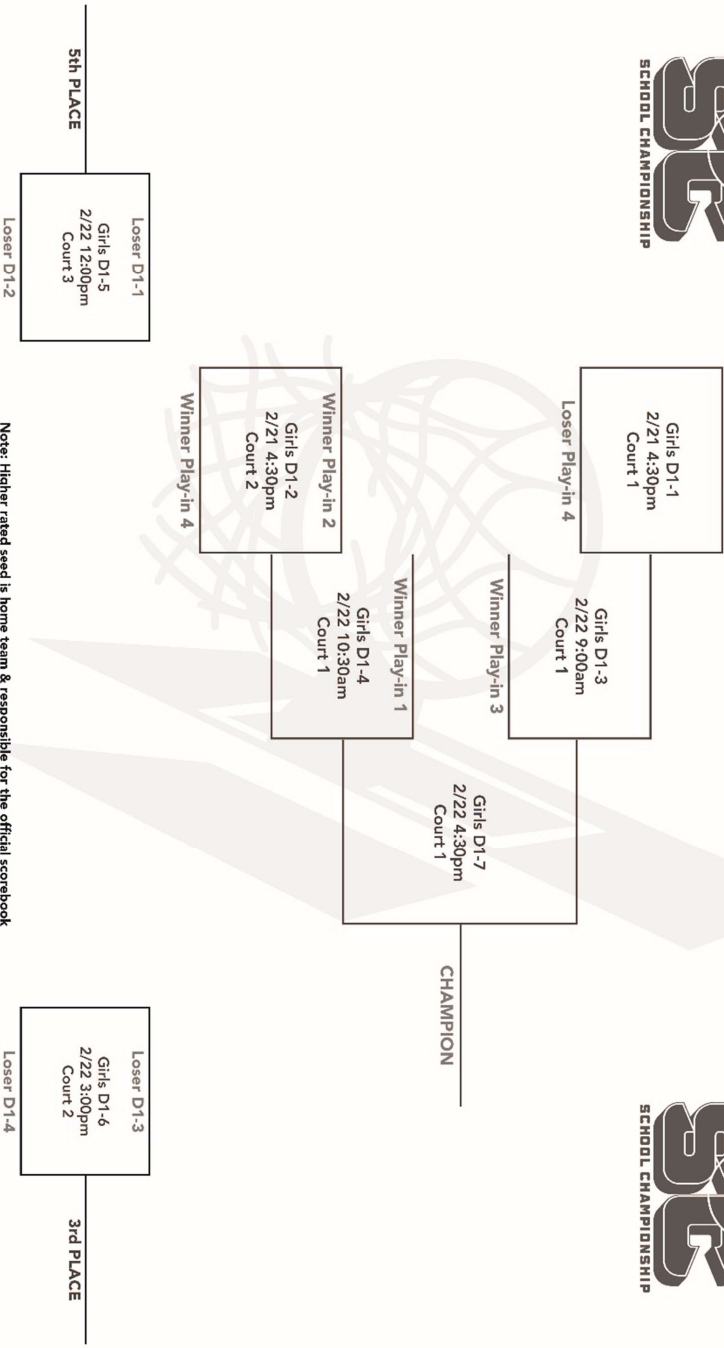 SCHOOL CHAMPIONSHIP
SCHOOL CHAMPIONSHIP
Girls D1-1
2/21 4:30pm
Court 1
Loser Play-in 4
Girls D1-3
2/22 9:00am
Court 1
Winner Play-in 3
Girls D1-7
2/22 4:30pm
Court 1
CHAMPION
Winner Play-in 1
Girls D1-4
2/22 10:30am
Court 1
Winner Play-in 2
Girls D1-2
2/21 4:30pm
Court 2
Winner Play-in 4
Loser D1-1
Girls D1-5
2/22 12:00pm
Court 3
Loser D1-2
5th PLACE
Loser D1-3
Girls D1-6
2/22 3:00pm
Court 2
Loser D1-4
3rd PLACE
Note: Higher rated seed is home team & responsible for the official scorebook